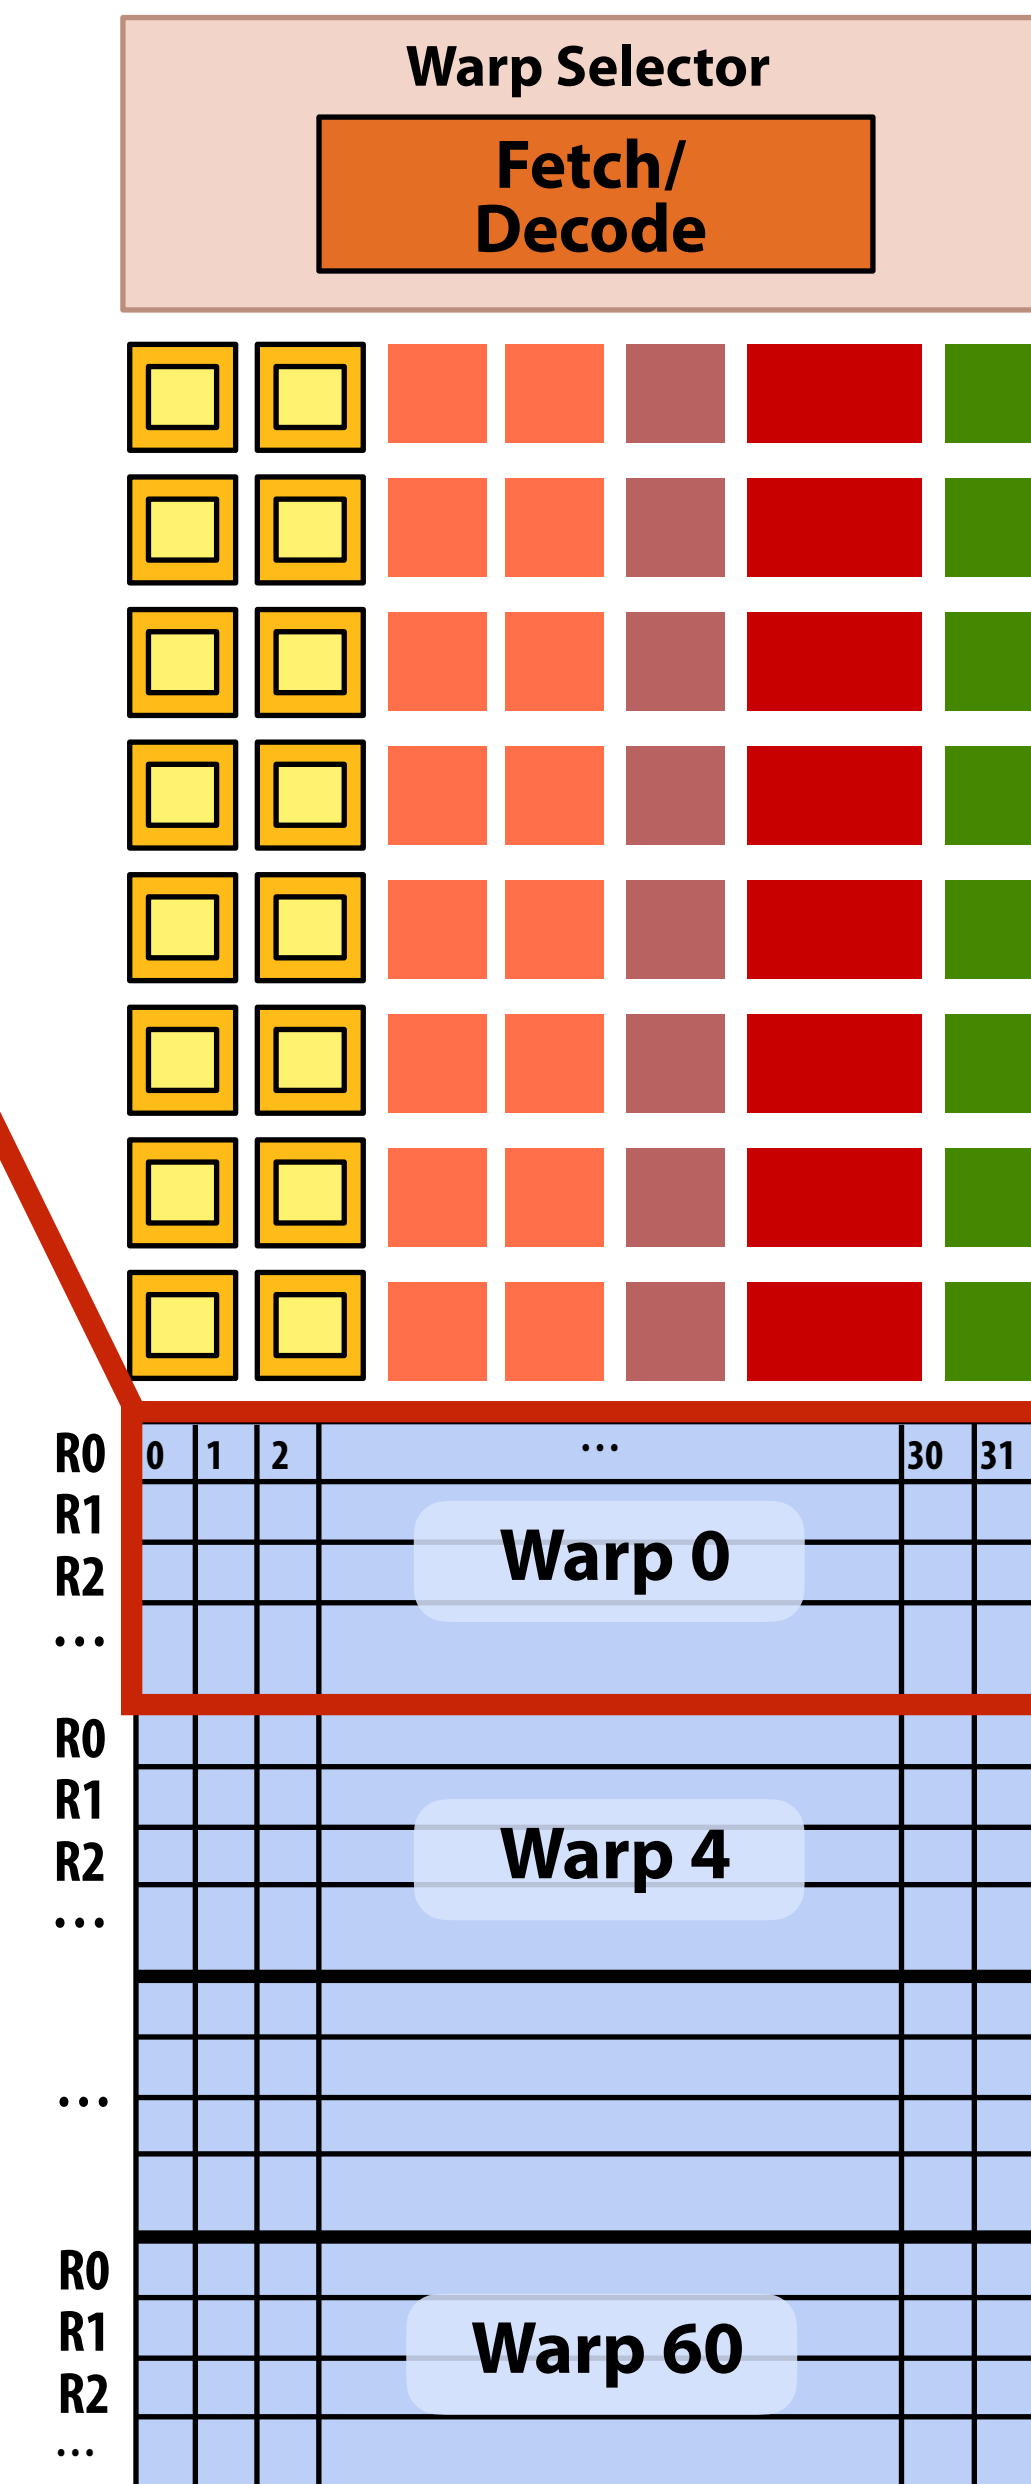 Warp Selector
Fetch/
Decode
R0 0 1 2 ... 30 31
R1
Warp 0
R2
...
R0
R1
Warp 4
R2
...
...
R0
R1
Warp 60
R2
...